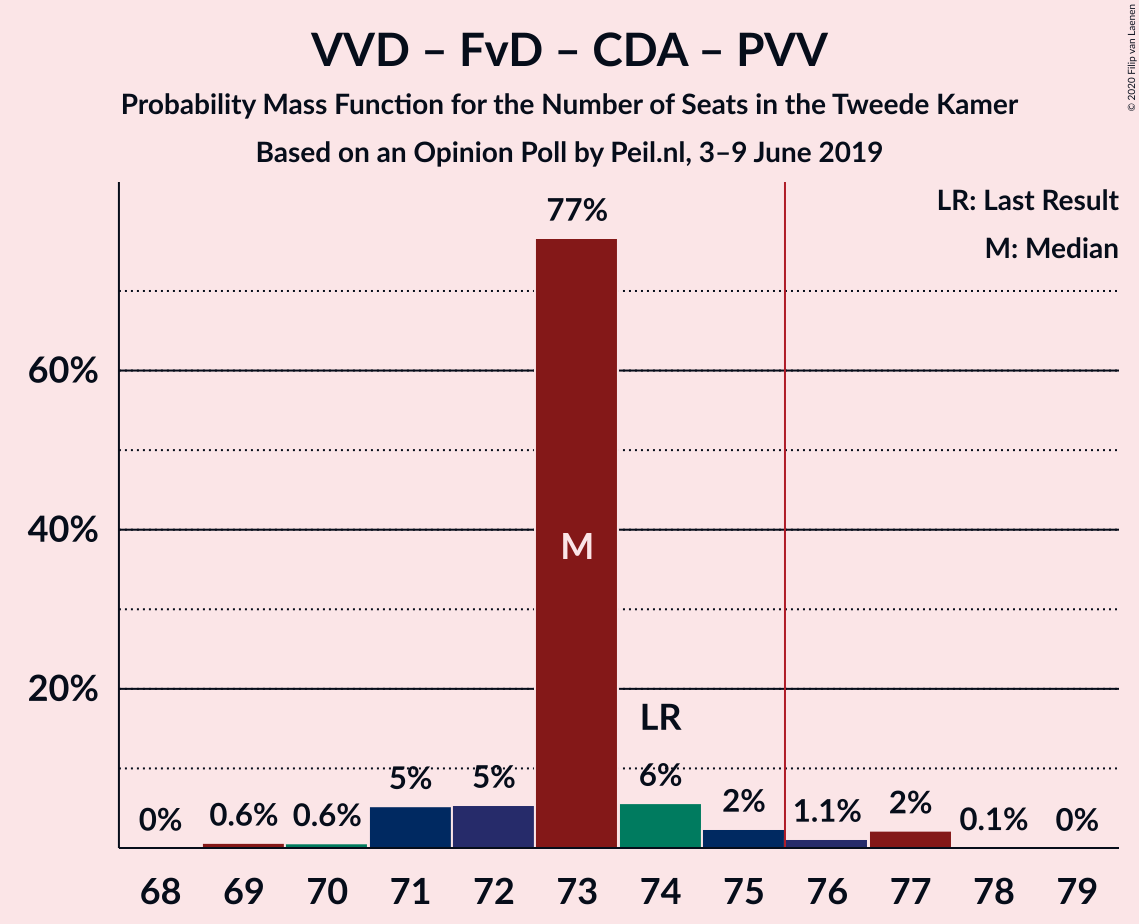 VVD – FvD – CDA – PVV
Probability Mass Function for the Number of Seats in the Tweede Kamer
Based on an Opinion Poll by Peil.nl, 3–9 June 2019
© 2020 Filip van Laenen
LR: Last Result
M: Median
77%
60%
40%
M
20%
LR
0% 0.6% 0.6% 5% 5% 6% 2% 1.1% 2% 0.1% 0%
68 69 70 71 72 73 74 75 76 77 78 79